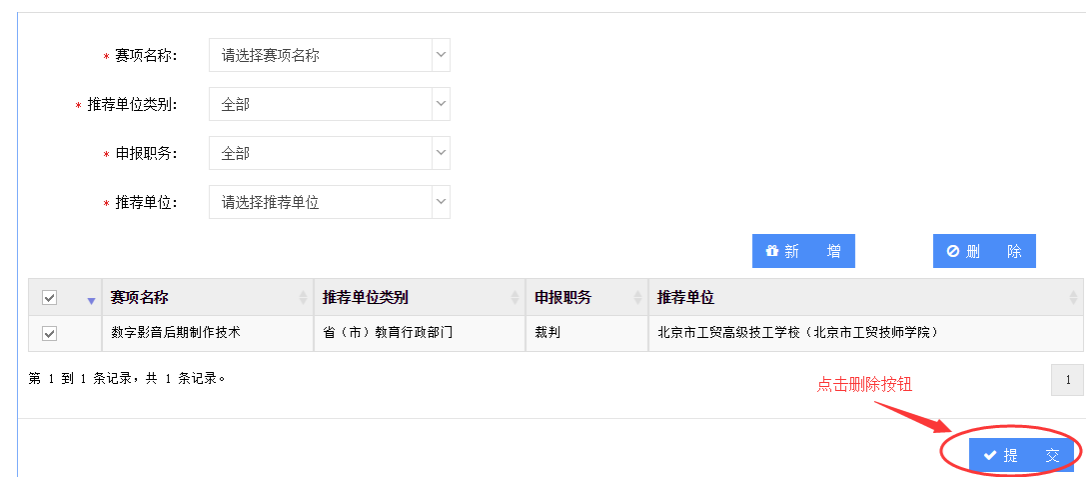 * 赛项名称: 请选择赛项名称
* 推荐单位类别: 全部
* 申报职务: 全部
* 推荐单位: 请选择推荐单位
新 增 删 除
赛项名称 推荐单位类别 申报职务 推荐单位
数字影音后期制作技术 省（市）教育行政部门 裁判 北京市工贸高级技工学校（北京市工贸技师学院）
第 1 到 1 条记录，共 1 条记录。 1
点击删除按钮
提 交